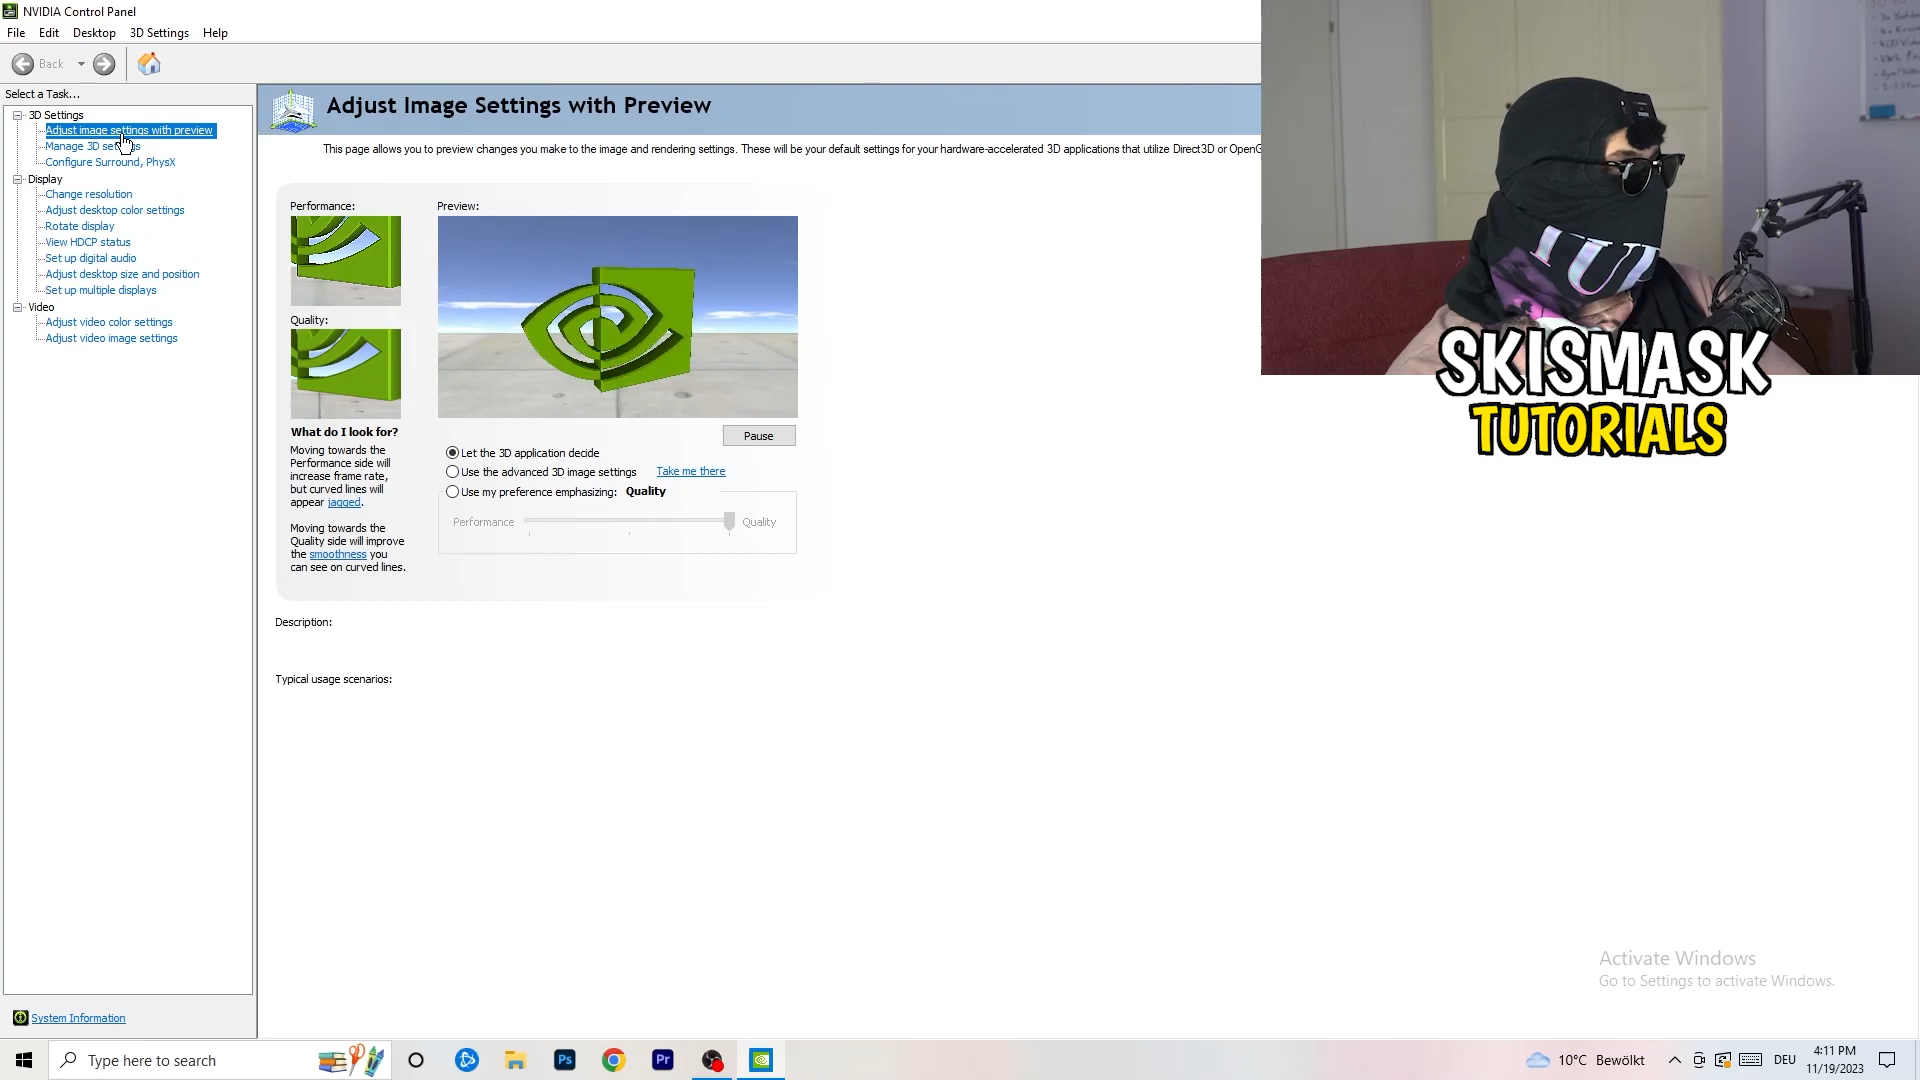 NVIDIA Control Panel
File Edit Desktop 3D Settings Help
Back
Select a Task...
3D Settings
Adjust image settings with preview
Manage 3D settings
Configure Surround, PhysX
Display
Change resolution
Adjust desktop color settings
Rotate display
View HDCP status
Set up digital audio
Adjust desktop size and position
Set up multiple displays
Video
Adjust video color settings
Adjust video image settings
System Information
Adjust Image Settings with Preview
This page allows you to preview changes you make to the image and rendering settings. These will be your default settings for your hardware-accelerated 3D applications that utilize Direct3D or OpenG
Performance:
Quality:
What do I look for?
Moving towards the
Performance side will
increase frame rate,
but curved lines will
appear jagged.
Moving towards the
Quality side will improve
the smoothness you
can see on curved lines.
Preview:
Pause
Let the 3D application decide
Use the advanced 3D image settings Take me there
Use my preference emphasizing: Quality
Performance Quality
Description:
Typical usage scenarios:
SKISMASK
TUTORIALS
Activate Windows
Go to Settings to activate Windows.
Type here to search
Ps
Pr
10°C Bewölkt
DEU
4:11 PM
11/19/2023